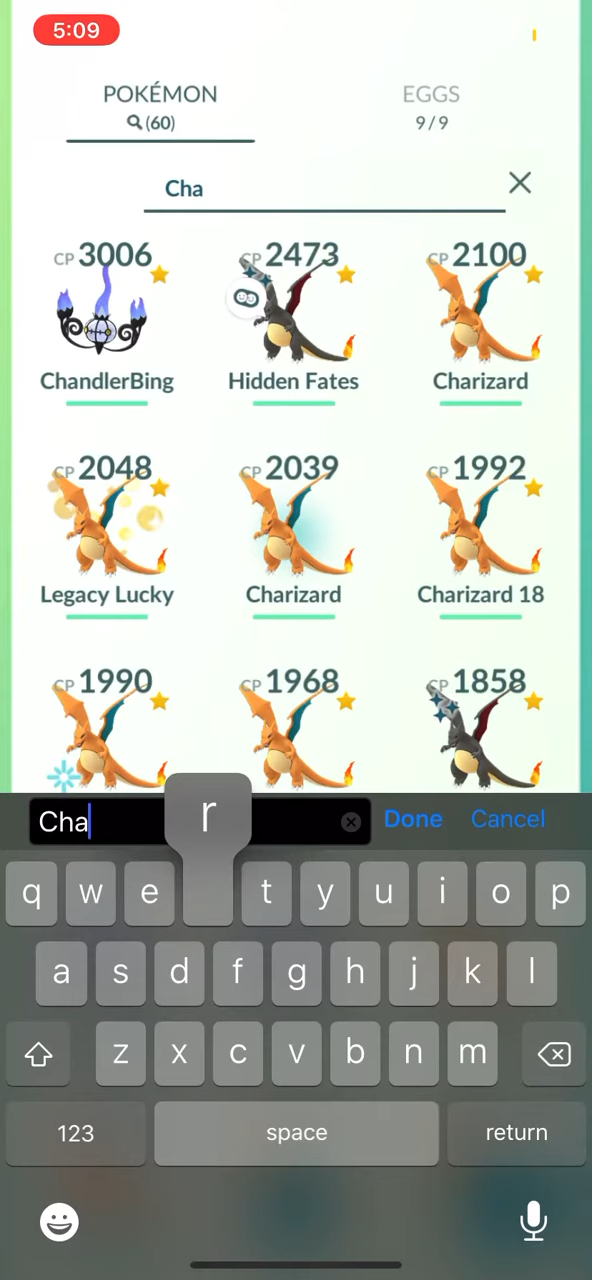 5:09
POKÉMON
EGGS
(60)
9/9
Cha
CP 3006
CP 2473
CP 2100
ChandlerBing
Hidden Fates
Charizard
CP 2048
CP 2039
CP 1992
Legacy Lucky
Charizard
Charizard 18
CP 1990
CP 1968
CP 1858
r
Cha
Done
Cancel
q w e t y u i o p
a s d f g h j k l
z x c v b n m
123
space
return